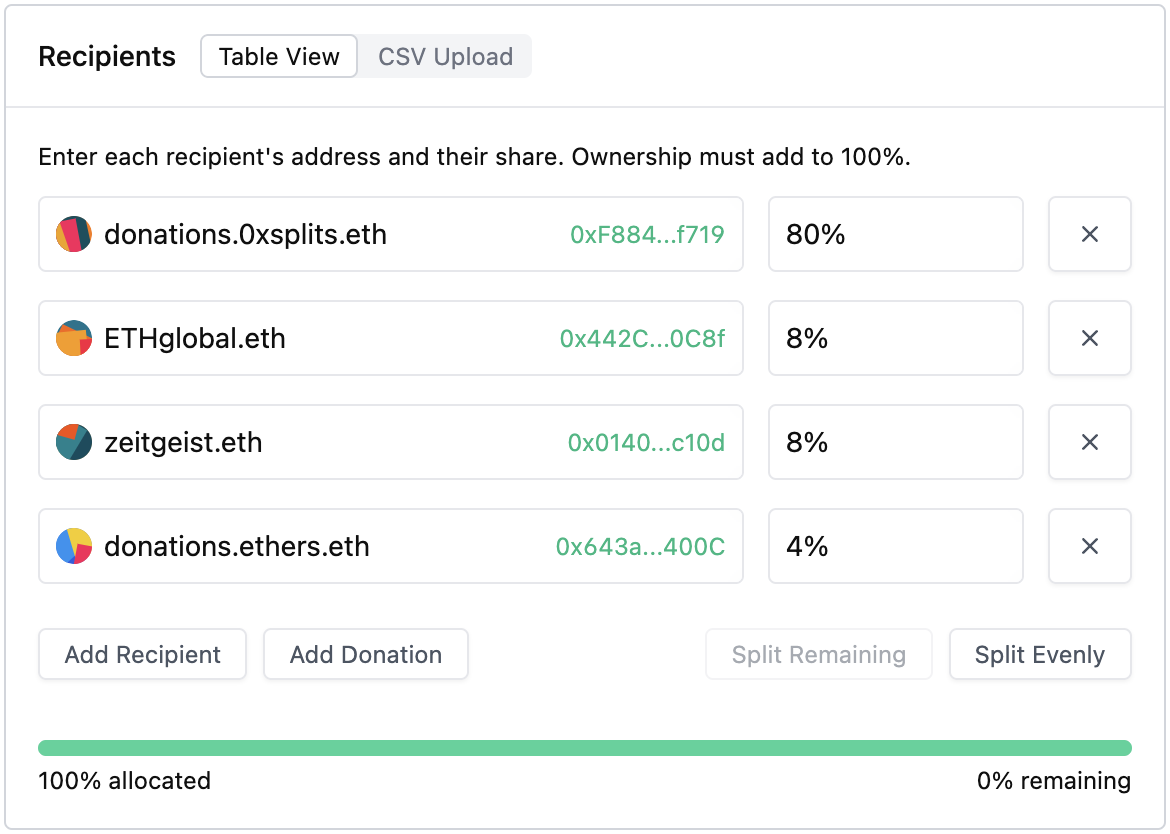 Recipients Table View CSV Upload
Enter each recipient's address and their share. Ownership must add to 100%.
donations.0xsplits.eth 0xF884...f719 80%
ETHglobal.eth 0x442C...0C8f 8%
zeitgeist.eth 0x0140...c10d 8%
donations.ethers.eth 0x643a...400C 4%
Add Recipient Add Donation Split Remaining Split Evenly
100% allocated 0% remaining